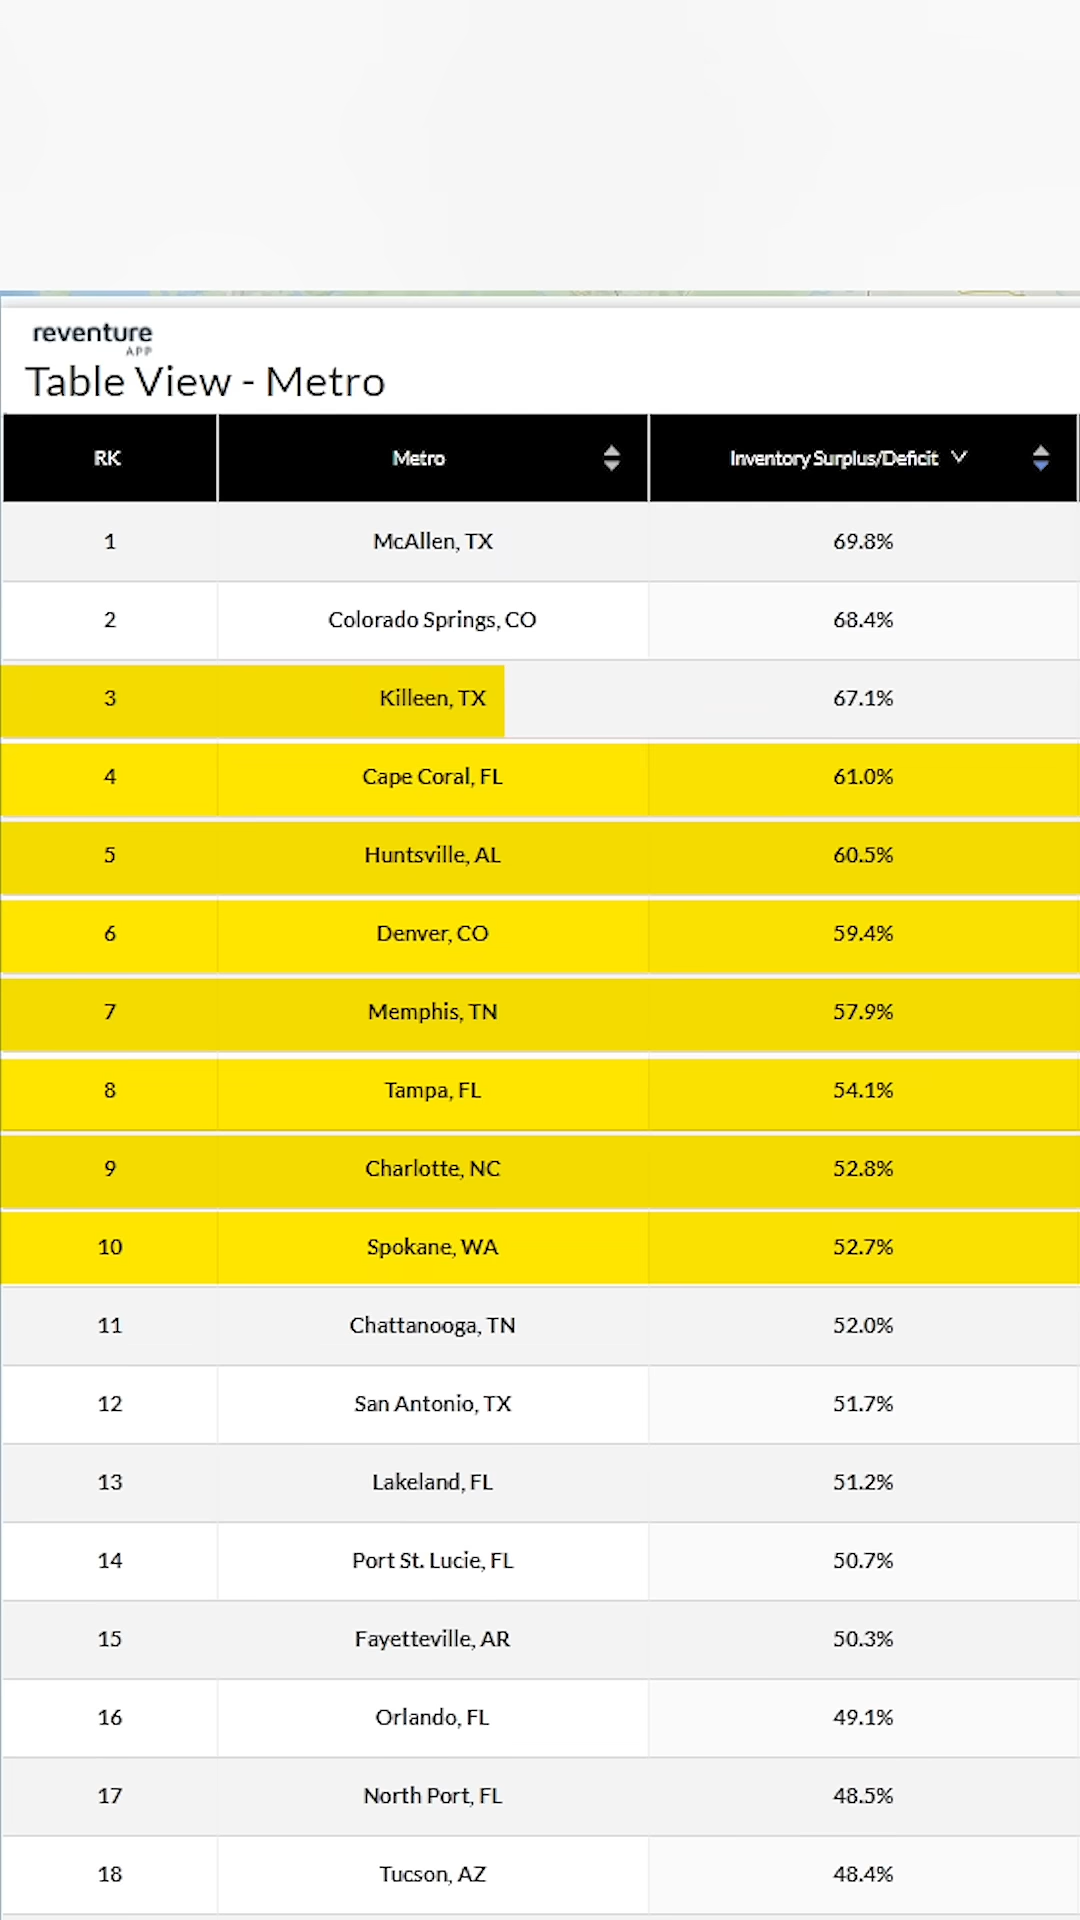 reventure
APP
Table View - Metro
RK Metro Inventory Surplus/Deficit
1 McAllen, TX 69.8%
2 Colorado Springs, CO 68.4%
3 Killeen, TX 67.1%
4 Cape Coral, FL 61.0%
5 Huntsville, AL 60.5%
6 Denver, CO 59.4%
7 Memphis, TN 57.9%
8 Tampa, FL 54.1%
9 Charlotte, NC 52.8%
10 Spokane, WA 52.7%
11 Chattanooga, TN 52.0%
12 San Antonio, TX 51.7%
13 Lakeland, FL 51.2%
14 Port St. Lucie, FL 50.7%
15 Fayetteville, AR 50.3%
16 Orlando, FL 49.1%
17 North Port, FL 48.5%
18 Tucson, AZ 48.4%